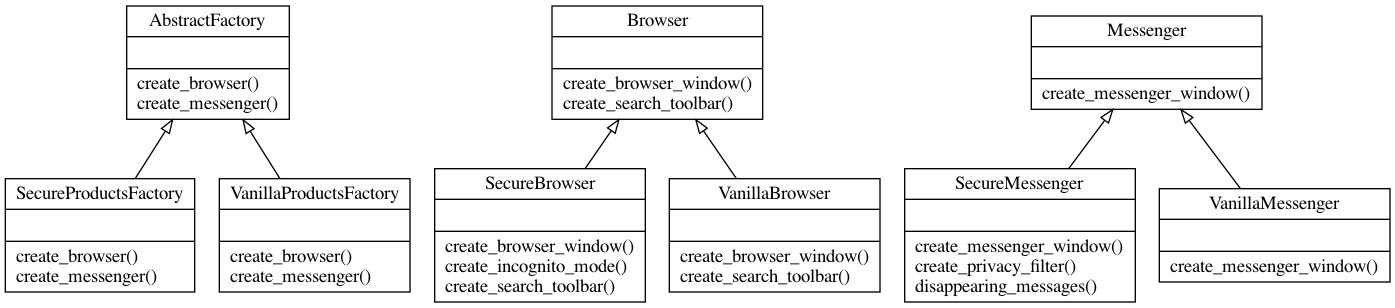 AbstractFactory
create_browser()
create_messenger()
Browser
create_browser_window()
create_search_toolbar()
Messenger
create_messenger_window()
SecureProductsFactory
create_browser()
create_messenger()
VanillaProductsFactory
create_browser()
create_messenger()
SecureBrowser
create_browser_window()
create_incognito_mode()
create_search_toolbar()
VanillaBrowser
create_browser_window()
create_search_toolbar()
SecureMessenger
create_messenger_window()
create_privacy_filter()
disappearing_messages()
VanillaMessenger
create_messenger_window()